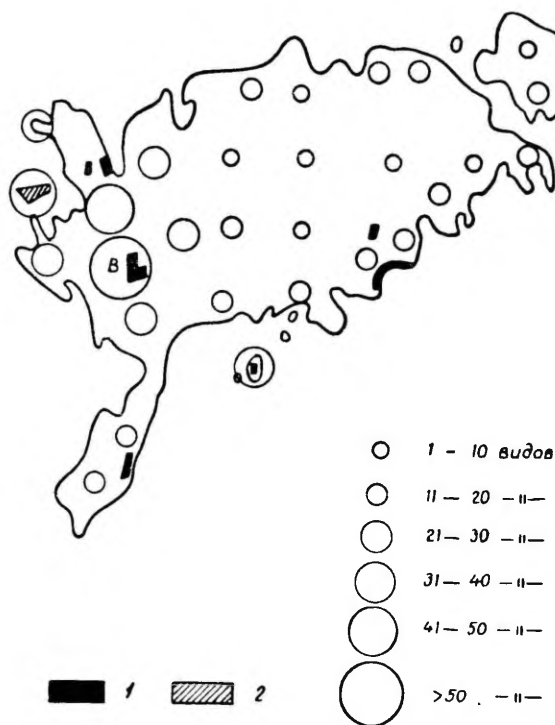 В
1 - 10 видов
11 — 20 — " —
21 — 30 — " —
31 — 40 — " —
41 — 50 — " —
>50 . — " —
1
2